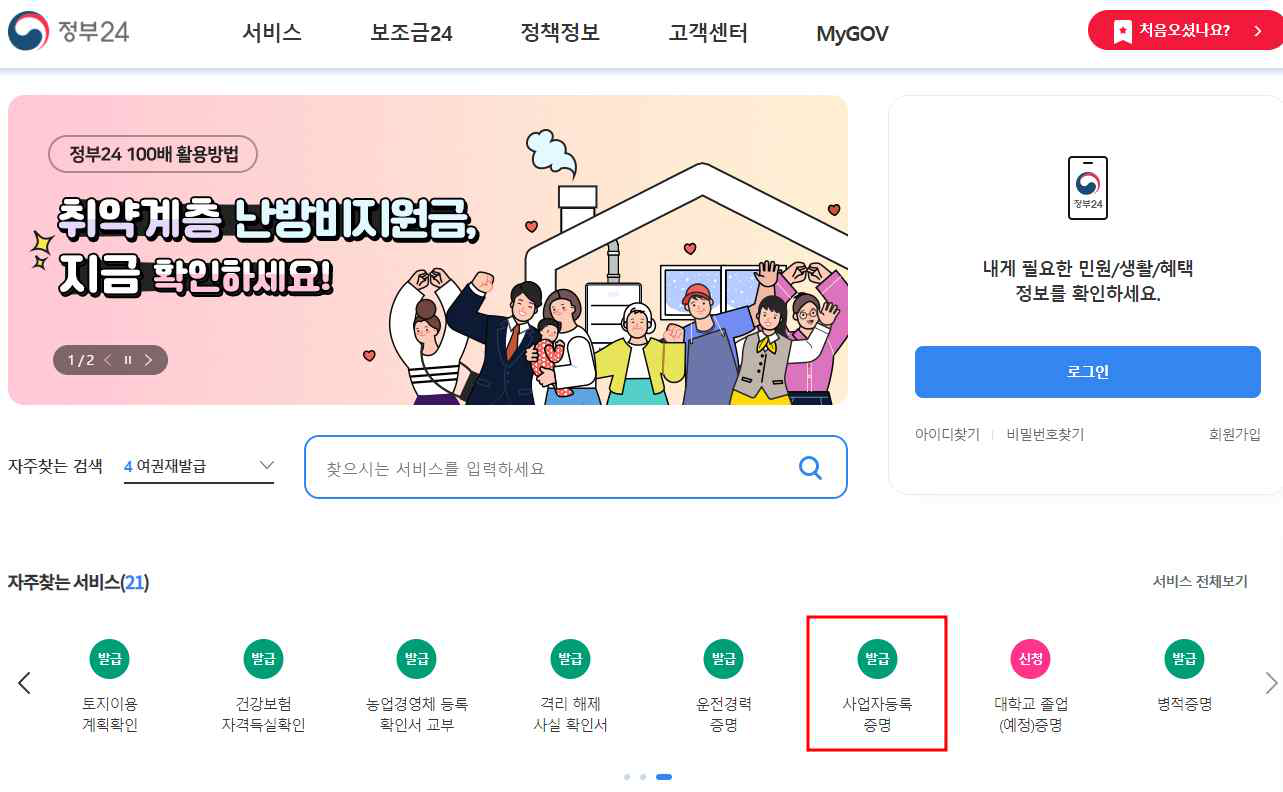 정부24
서비스
보조금24
정책정보
고객센터
MyGOV
처음오셨나요?
정부24 100배 활용방법
취약계층 난방비지원금,
지금 확인하세요!
1 / 2
정부24
내게 필요한 민원/생활/혜택
정보를 확인하세요.
로그인
아이디찾기
비밀번호찾기
회원가입
자주찾는 검색
4 여권재발급
찾으시는 서비스를 입력하세요
자주찾는 서비스(21)
서비스 전체보기
발급
토지이용
계획확인
발급
건강보험
자격득실확인
발급
농업경영체 등록
확인서 교부
발급
격리 해제
사실 확인서
발급
운전경력
증명
발급
사업자등록
증명
신청
대학교 졸업
(예정)증명
발급
병적증명